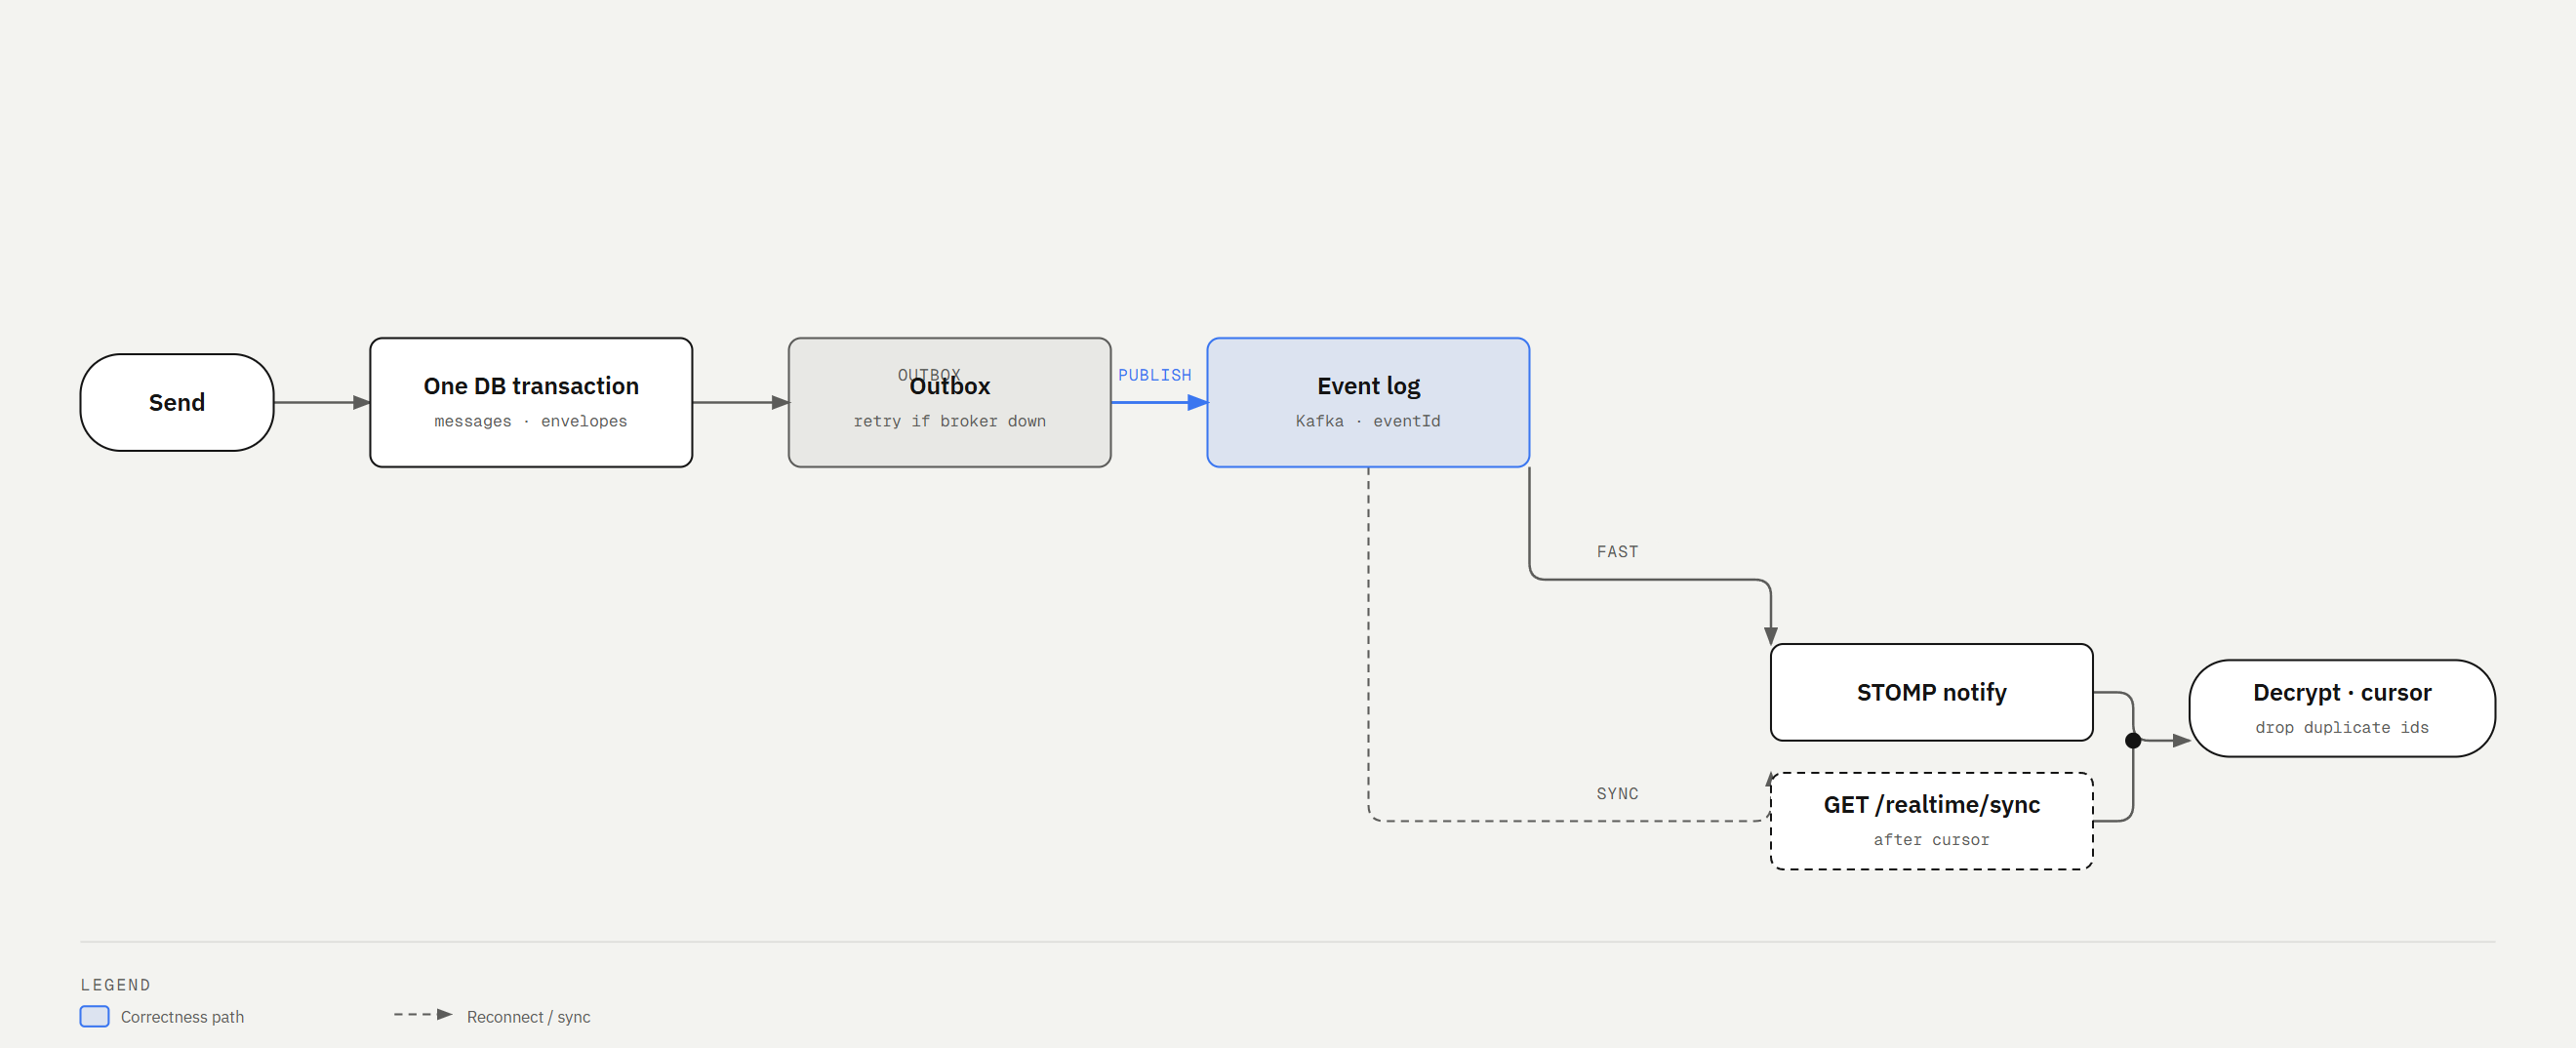 Send
One DB transaction
messages · envelopes
OUTBOX
Outbox
retry if broker down
PUBLISH
Event log
Kafka · eventId
FAST
STOMP notify
Decrypt · cursor
drop duplicate ids
SYNC
GET /realtime/sync
after cursor
LEGEND
Correctness path
Reconnect / sync